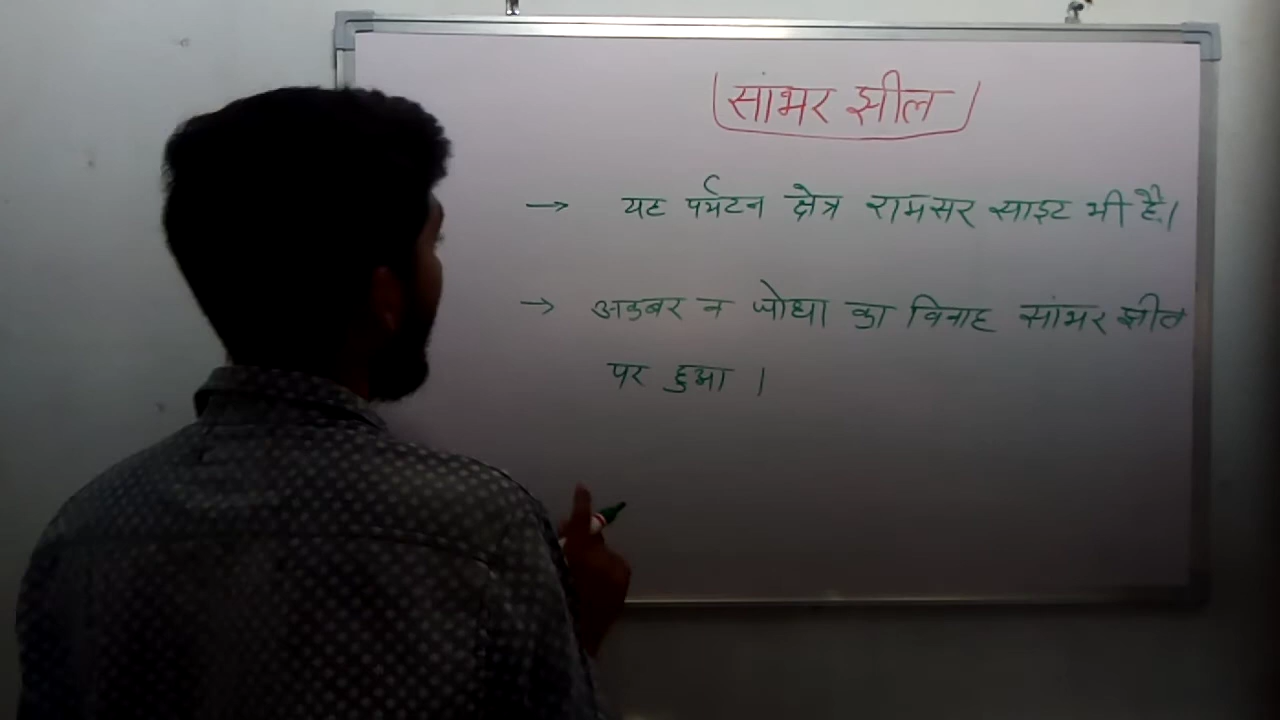 सांभर झील
→ यह पर्यटन क्षेत्र रामसर साइट भी है।
→ अकबर व जोधा का विवाह सांभर झील
पर हुआ।